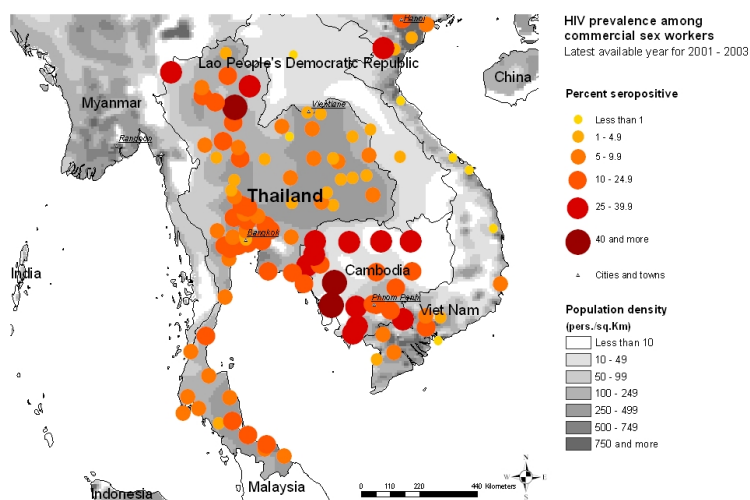 HIV prevalence among
commercial sex workers
Latest available year for 2001 - 2003
Percent seropositive
Less than 1
1 - 4.9
5 - 9.9
10 - 24.9
25 - 39.9
40 and more
Cities and towns
Population density
(pers./sq.Km)
Less than 10
10 - 49
50 - 99
100 - 249
250 - 499
500 - 749
750 and more
Hanoi
Lao People's Democratic Republic
China
Myanmar
Vientiane
Rangoon
Thailand
Bangkok
India
Cambodia
Phnom Penh
Viet Nam
Malaysia
Indonesia
0 110 220 440 Kilometers
N
W E
S